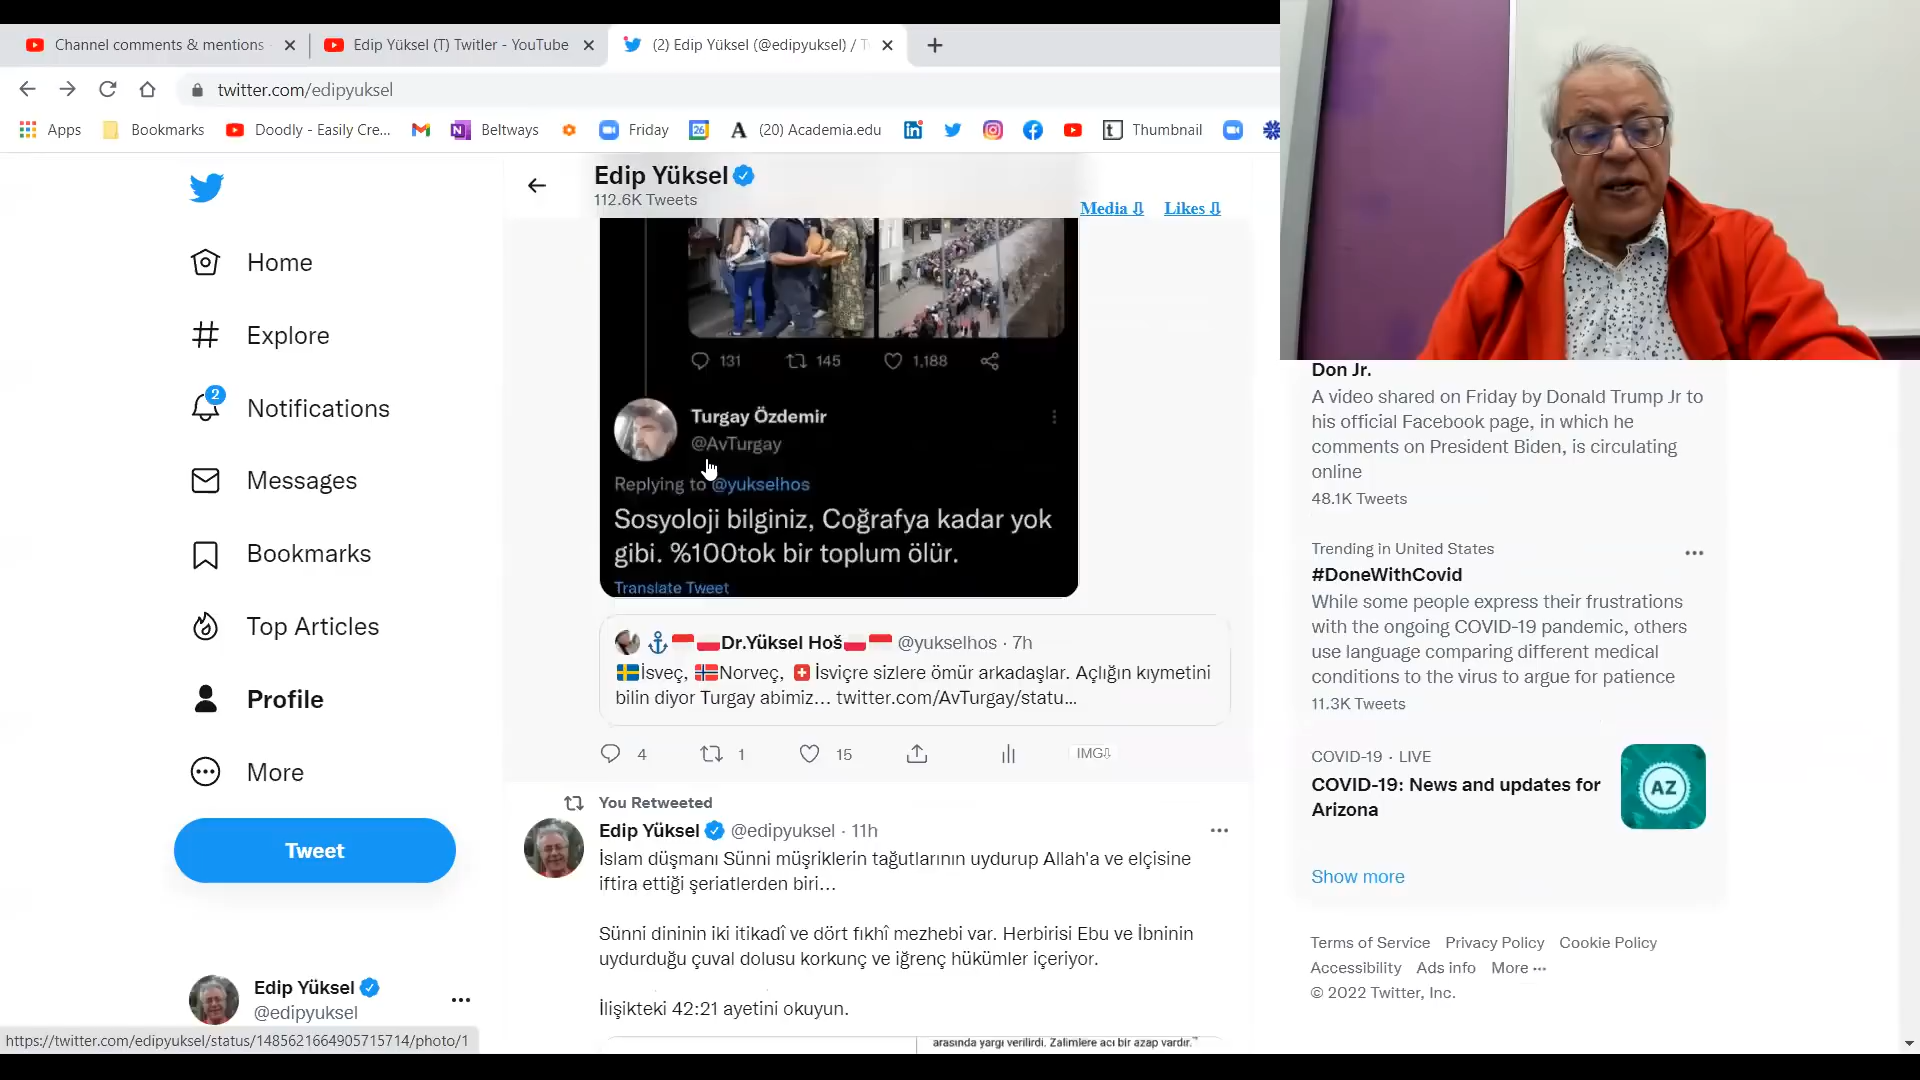 Channel comments & mentions
Edip Yüksel (T) Twitler - YouTube
(2) Edip Yüksel (@edipyuksel) / T
twitter.com/edipyuksel
Apps
Bookmarks
Doodly - Easily Cre...
Beltways
Friday
(20) Academia.edu
Thumbnail
Edip Yüksel
112.6K Tweets
Media ⇩ Likes ⇩
Home
Explore
2
Notifications
Messages
Bookmarks
Top Articles
Profile
More
Tweet
Edip Yüksel
@edipyuksel
131 145 1,188
Turgay Özdemir
@AvTurgay
Replying to @yukselhos
Sosyoloji bilginiz, Coğrafya kadar yok
gibi. %100tok bir toplum ölür.
Translate Tweet
Dr.Yüksel Hoš @yukselhos · 7h
İsveç, Norveç, İsviçre sizlere ömür arkadaşlar. Açlığın kıymetini
bilin diyor Turgay abimiz... twitter.com/AvTurgay/statu...
4 1 15 IMG⇩
You Retweeted
Edip Yüksel @edipyuksel · 11h
İslam düşmanı Sünni müşriklerin tağutlarının uydurup Allah'a ve elçisine
iftira ettiği şeriatlerden biri...
Sünni dininin iki itikadî ve dört fıkhî mezhebi var. Herbirisi Ebu ve İbninin
uydurduğu çuval dolusu korkunç ve iğrenç hükümler içeriyor.
İlişikteki 42:21 ayetini okuyun.
arasında yargı verilirdi. Zalimlere acı bir azap vardır."
Don Jr.
A video shared on Friday by Donald Trump Jr to
his official Facebook page, in which he
comments on President Biden, is circulating
online
48.1K Tweets
Trending in United States
#DoneWithCovid
While some people express their frustrations
with the ongoing COVID-19 pandemic, others
use language comparing different medical
conditions to the virus to argue for patience
11.3K Tweets
COVID-19 · LIVE
COVID-19: News and updates for
Arizona
AZ
Show more
Terms of Service Privacy Policy Cookie Policy
Accessibility Ads info More ···
© 2022 Twitter, Inc.
https://twitter.com/edipyuksel/status/1485621664905715714/photo/1